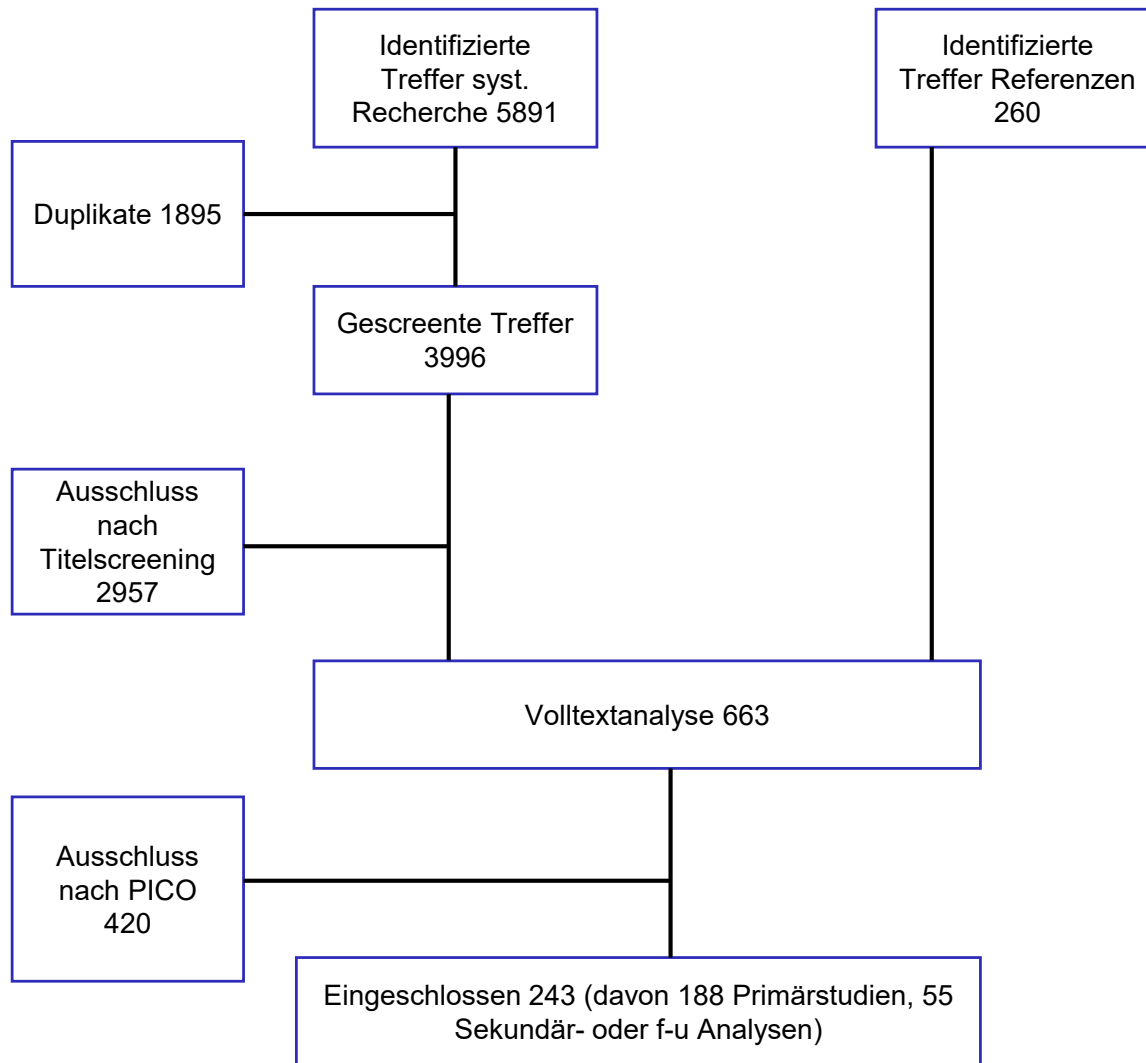 Identifizierte
Treffer syst.
Recherche 5891
Identifizierte
Treffer Referenzen
260
Duplikate 1895
Gescreente Treffer
3996
Ausschluss
nach
Titelscreening
2957
Volltextanalyse 663
Ausschluss
nach PICO
420
Eingeschlossen 243 (davon 188 Primärstudien, 55
Sekundär- oder f-u Analysen)